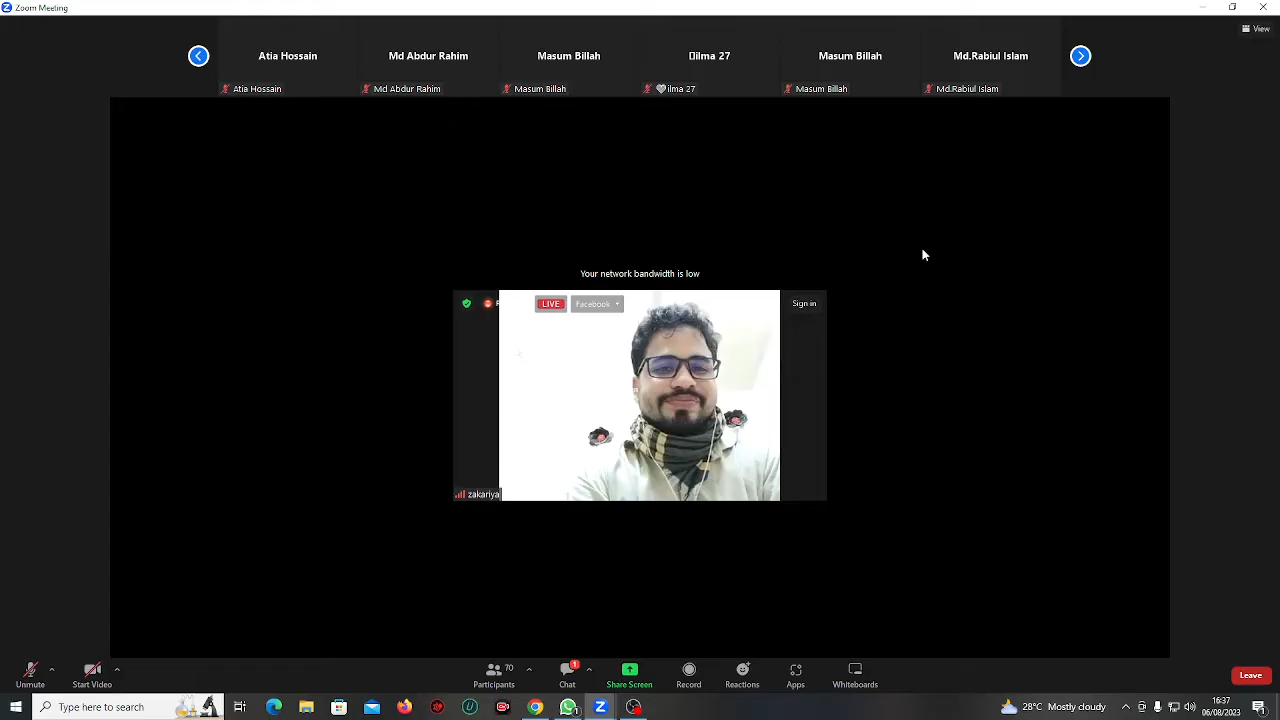 Zoom Meeting
View
Atia Hossain
Md Abdur Rahim
Masum Billah
ilma 27
Masum Billah
Md.Rabiul Islam
Atia Hossain
Md Abdur Rahim
Masum Billah
ilma 27
Masum Billah
Md.Rabiul Islam
Your network bandwidth is low
LIVE
Facebook
Sign in
zakariya
Unmute
Start Video
70
Participants
1
Chat
Share Screen
Record
Reactions
Apps
Whiteboards
Leave
Type here to search
28°C Mostly cloudy
16:37
06/08/2023